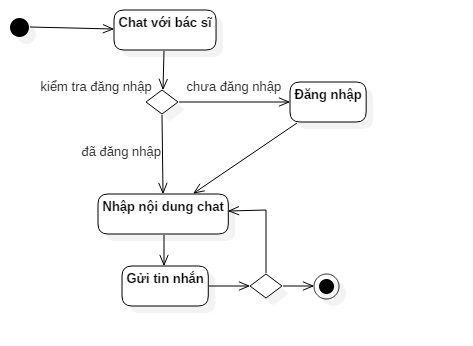 Chat với bác sĩ
kiểm tra đăng nhập
chưa đăng nhập
Đăng nhập
đã đăng nhập
Nhập nội dung chat
Gửi tin nhắn